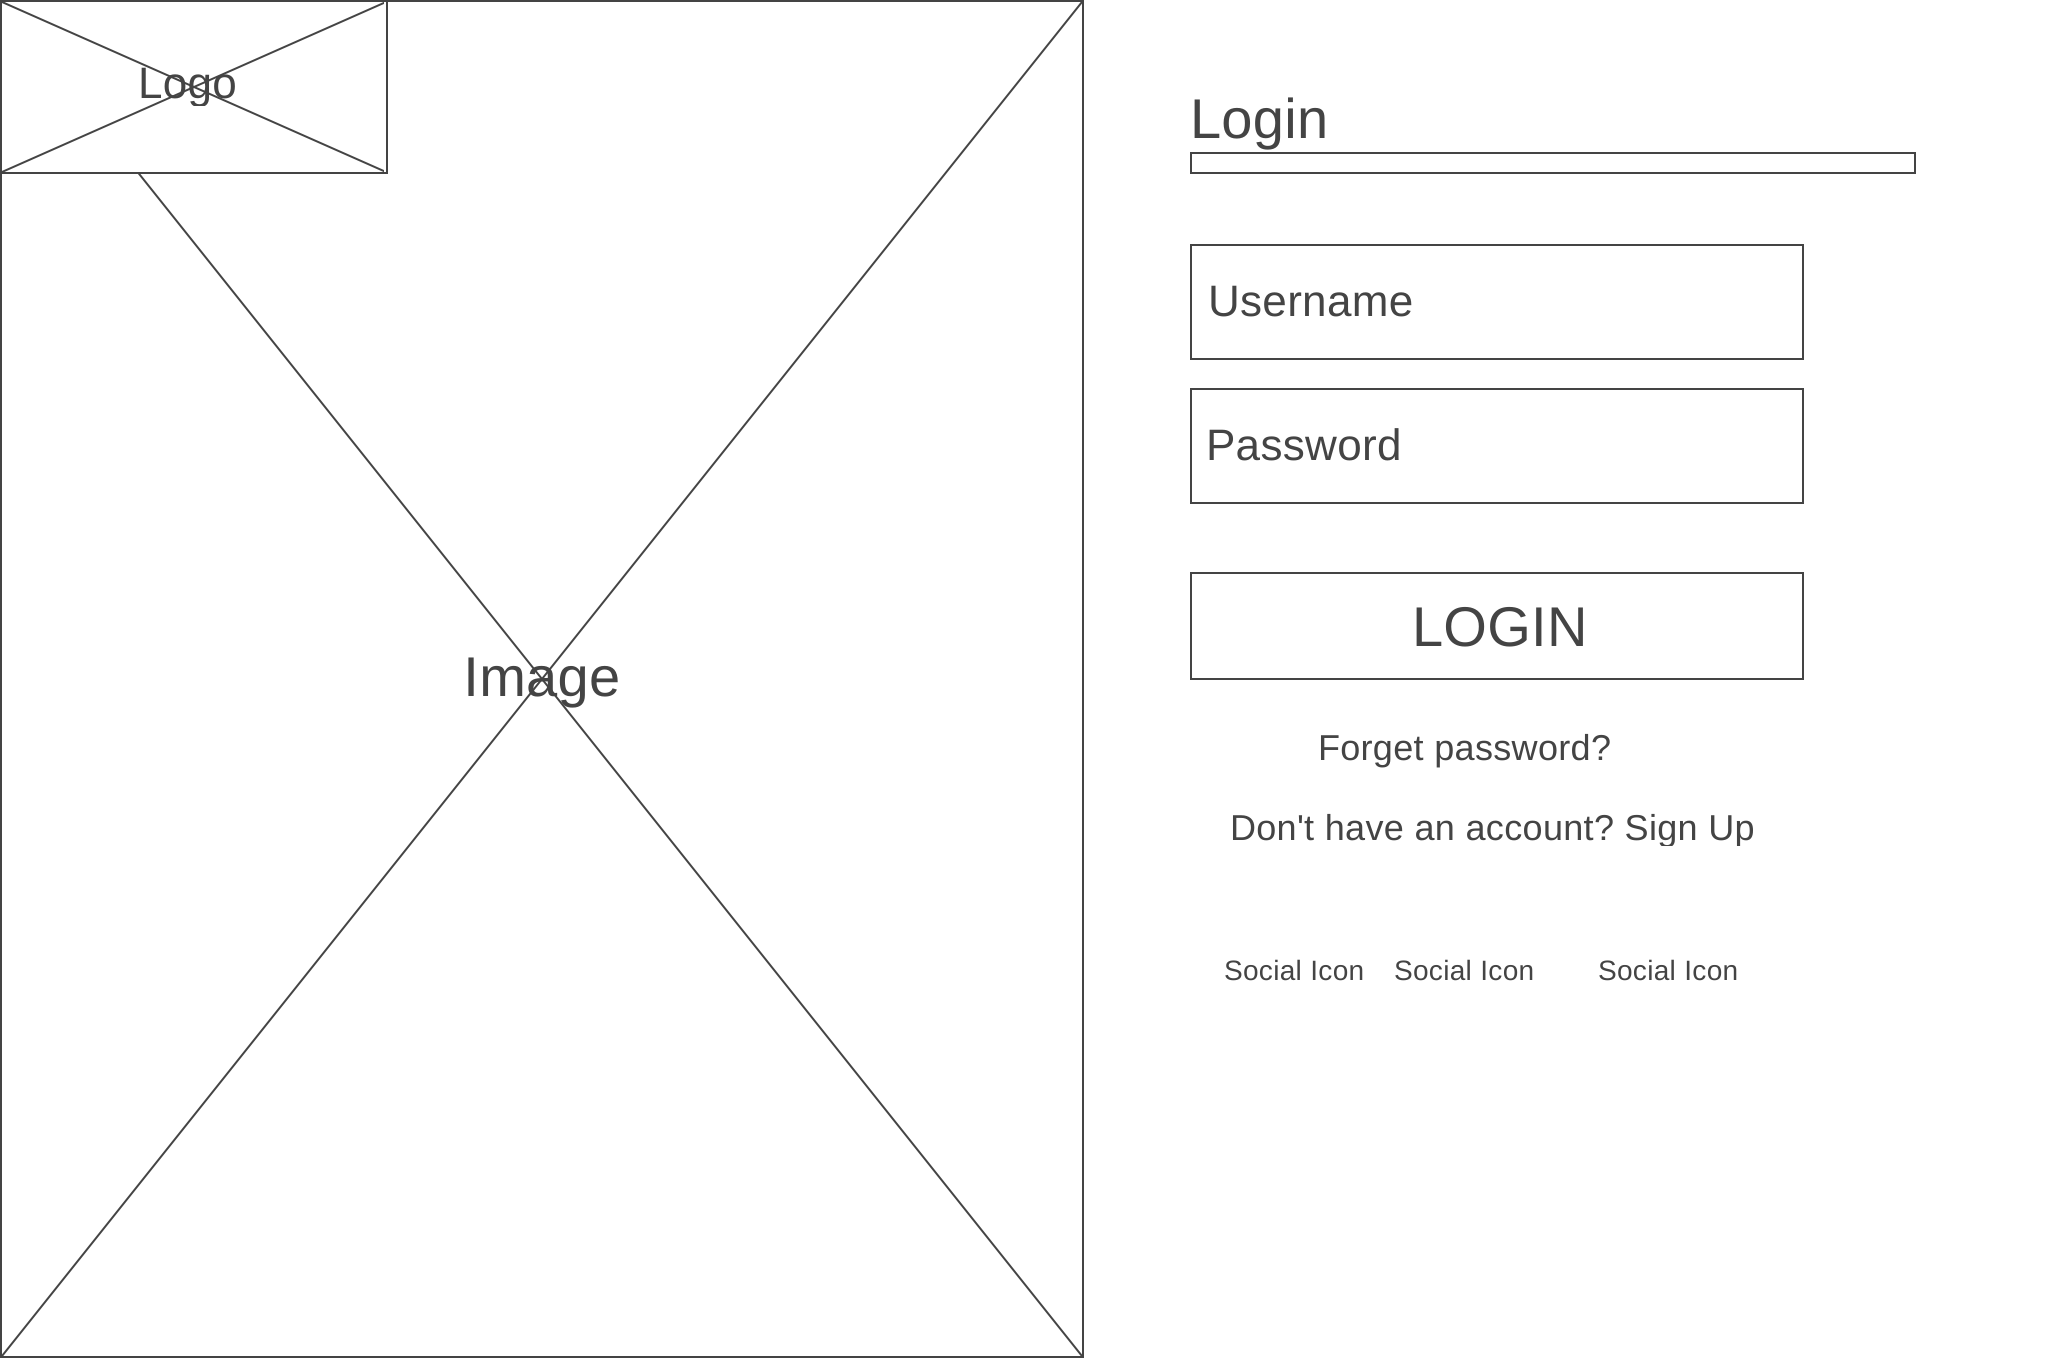 Logo
Image
Login
Username
Password
LOGIN
Forget password?
Don't have an account? Sign Up
Social Icon Social Icon Social Icon